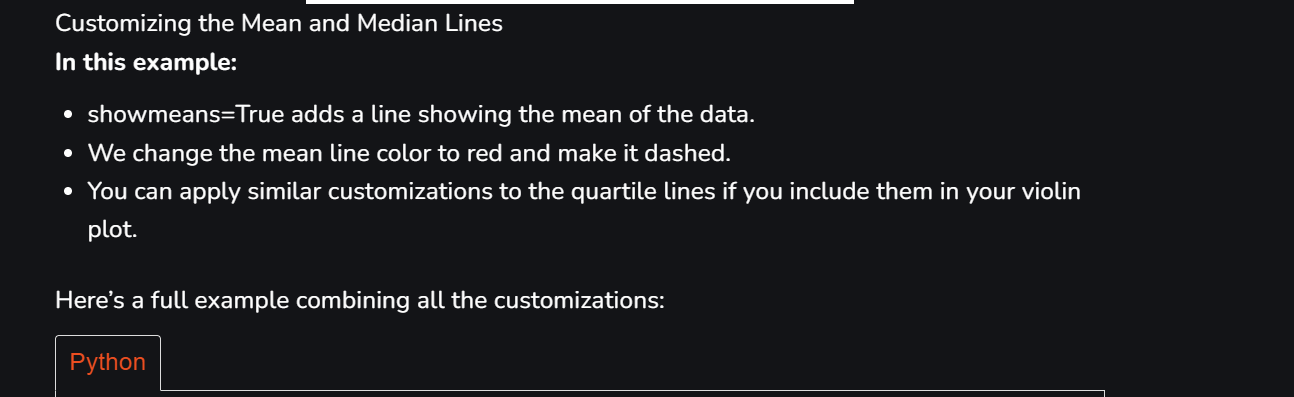 Customizing the Mean and Median Lines
In this example:
• showmeans=True adds a line showing the mean of the data.
• We change the mean line color to red and make it dashed.
• You can apply similar customizations to the quartile lines if you include them in your violin
plot.
Here’s a full example combining all the customizations:
Python